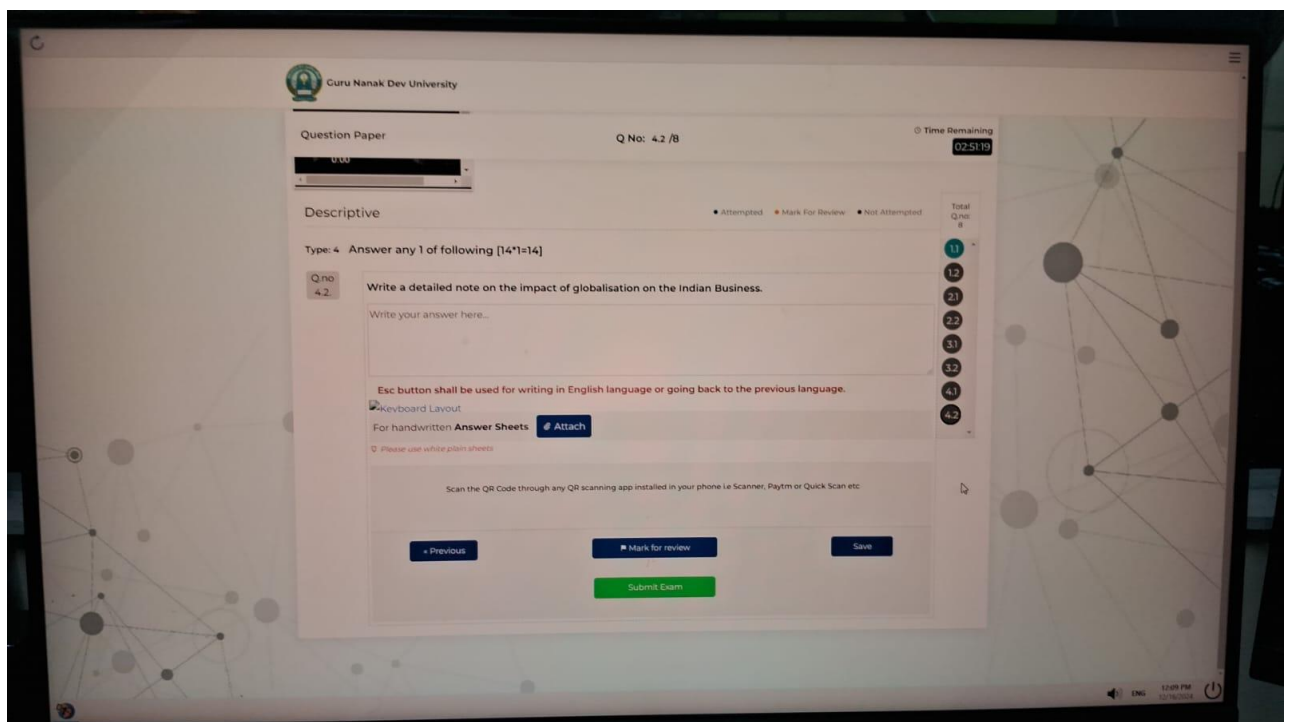 Guru Nanak Dev University
Question Paper
Q No: 4.2 /8
Time Remaining
02:51:19
0:00
Descriptive
Attempted
Mark For Review
Not Attempted
Total
Q.no:
8
Type: 4 Answer any 1 of following [14*1=14]
1.1
1.2
2.1
2.2
3.1
3.2
4.1
4.2
Q.no
4.2.
Write a detailed note on the impact of globalisation on the Indian Business.
Write your answer here...
Esc button shall be used for writing in English language or going back to the previous language.
Keyboard Layout
For handwritten Answer Sheets
Attach
Please use white plain sheets
Scan the QR Code through any QR scanning app installed in your phone i.e Scanner, Paytm or Quick Scan etc
« Previous
Mark for review
Save
Submit Exam
ENG
12:09 PM